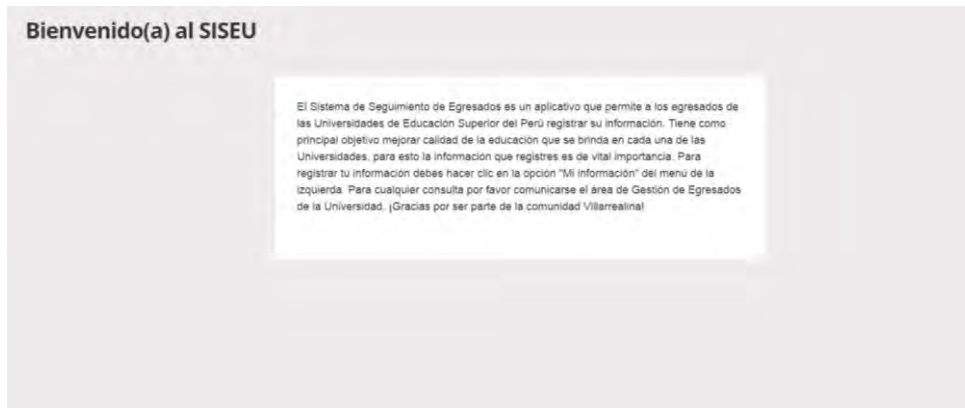 Bienvenido(a) al SISEU
El Sistema de Seguimiento de Egresados es un aplicativo que permite a los egresados de
las Universidades de Educación Superior del Perú registrar su información. Tiene como
principal objetivo mejorar calidad de la educación que se brinda en cada una de las
Universidades, para esto la información que registres es de vital importancia. Para
registrar tu información debes hacer clic en la opción "Mi información" del menú de la
izquierda. Para cualquier consulta por favor comunicarse el área de Gestión de Egresados
de la Universidad. ¡Gracias por ser parte de la comunidad Villarrealina!